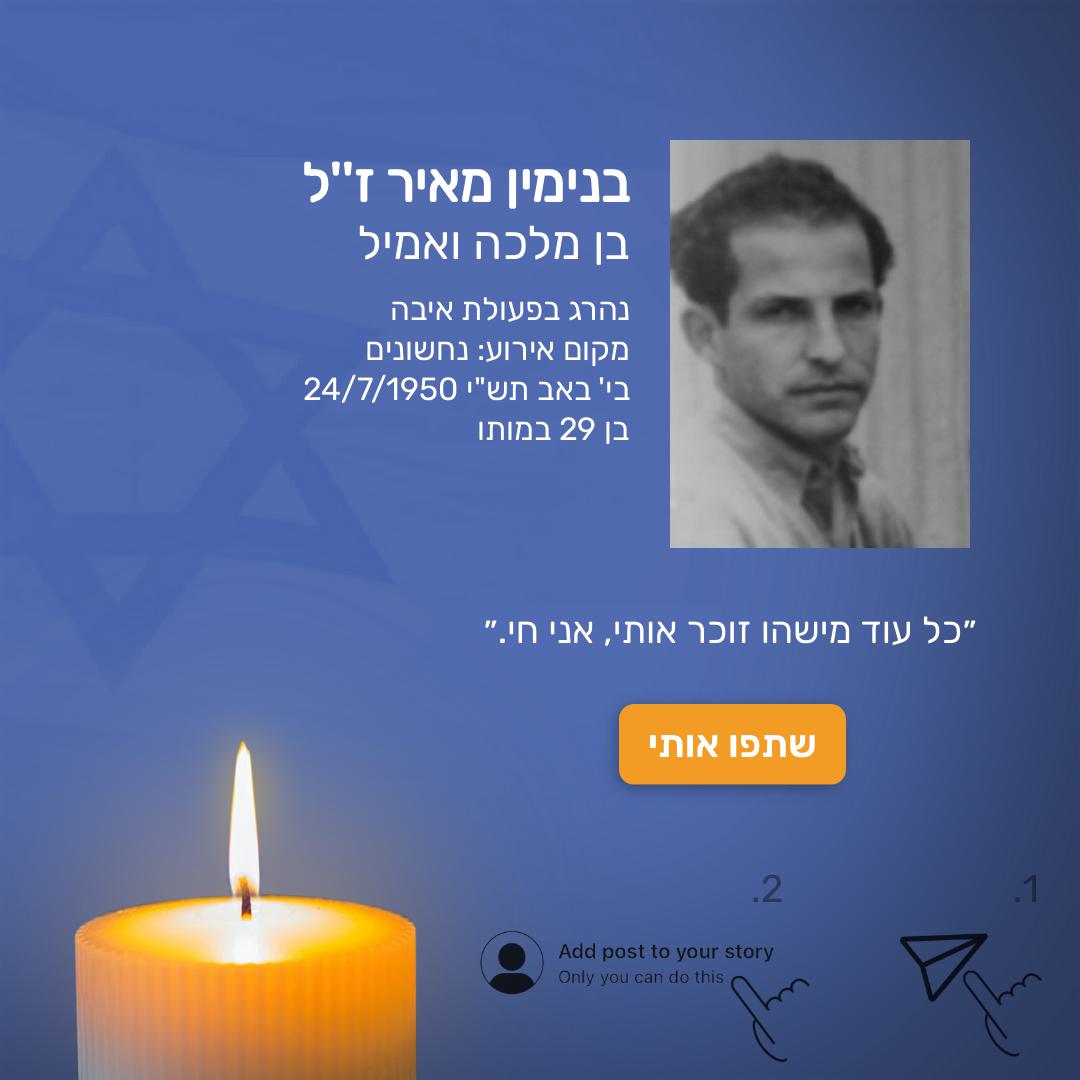 בנימין מאיר ז"ל
בן מלכה ואמיל
נהרג בפעולת איבה
מקום אירוע: נחשונים
בי' באב תש"י 24/7/1950
בן 29 במותו
״כל עוד מישהו זוכר אותי, אני חי.״
שתפו אותי
.1
.2
Add post to your story
Only you can do this